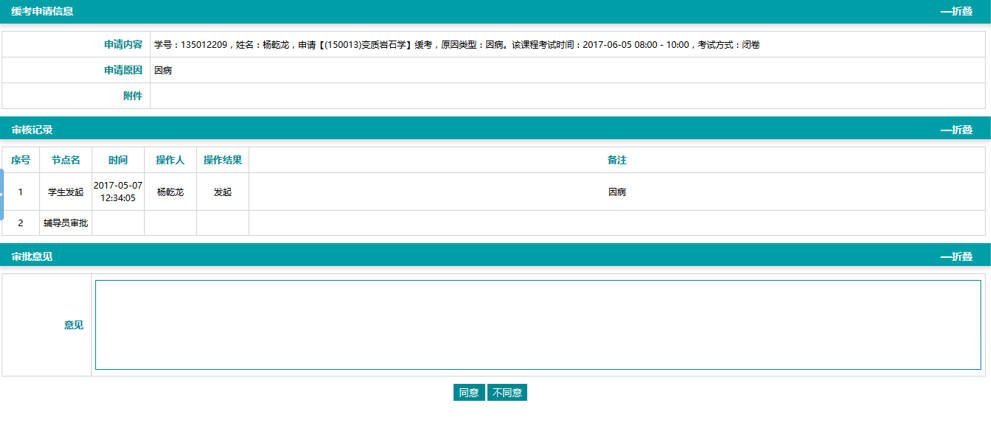 缓考申请信息 —折叠
申请内容 学号：135012209，姓名：杨乾龙，申请【(150013)变质岩石学】缓考，原因类型：因病。该课程考试时间：2017-06-05 08:00 - 10:00，考试方式：闭卷
申请原因 因病
附件
审核记录 —折叠
序号 节点名 时间 操作人 操作结果 备注
1 学生发起 2017-05-07 12:34:05 杨乾龙 发起 因病
2 辅导员审批
审批意见 —折叠
意见
同意 不同意